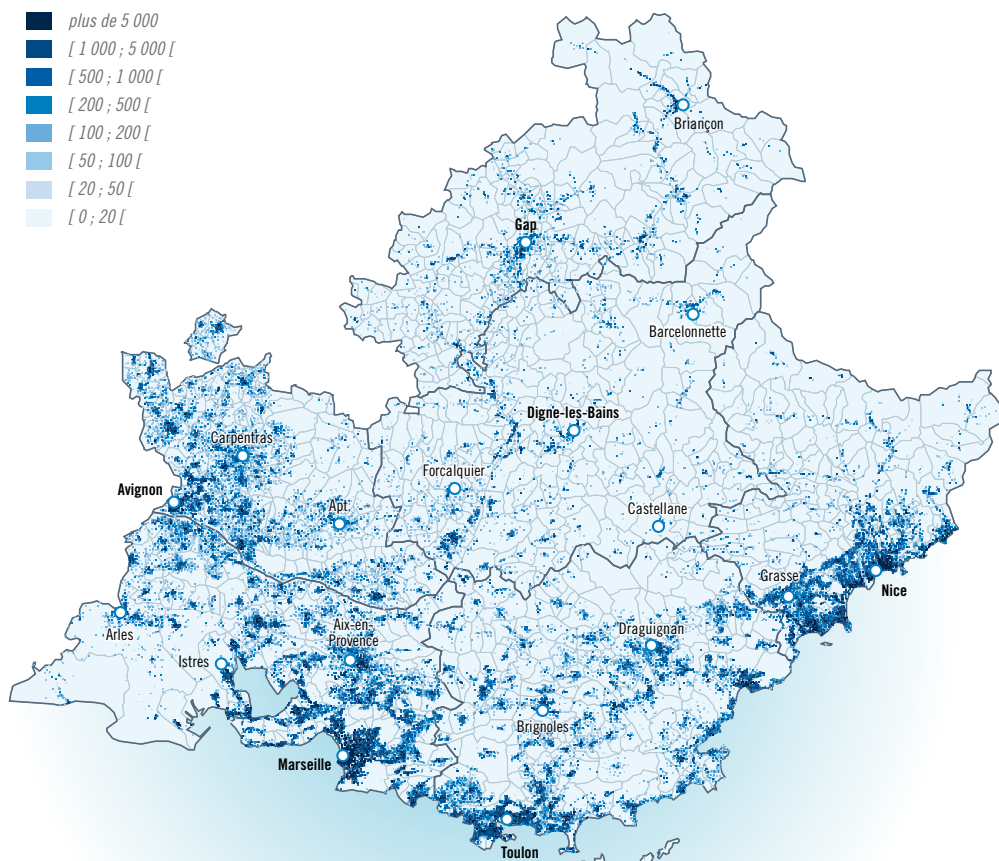 plus de 5 000
[ 1 000 ; 5 000 [
[ 500 ; 1 000 [
[ 200 ; 500 [
[ 100 ; 200 [
[ 50 ; 100 [
[ 20 ; 50 [
[ 0 ; 20 [
Briançon
Gap
Barcelonnette
Digne-les-Bains
Carpentras
Forcalquier
Avignon
Apt
Castellane
Grasse
Nice
Arles
Aix-en-
Provence
Draguignan
Istres
Brignoles
Marseille
Toulon